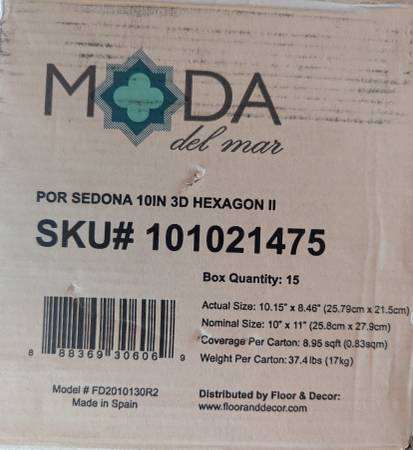 MODA
del mar
POR SEDONA 10IN 3D HEXAGON II
SKU# 101021475
Box Quantity: 15
Actual Size: 10.15" x 8.46" (25.79cm x 21.5cm)
Nominal Size: 10" x 11" (25.8cm x 27.9cm)
Coverage Per Carton: 8.95 sqft (0.83sqm)
Weight Per Carton: 37.4lbs (17kg)
8 88369 30606 9
Model # FD2010130R2
Made in Spain
Distributed by Floor & Decor:
www.flooranddecor.com